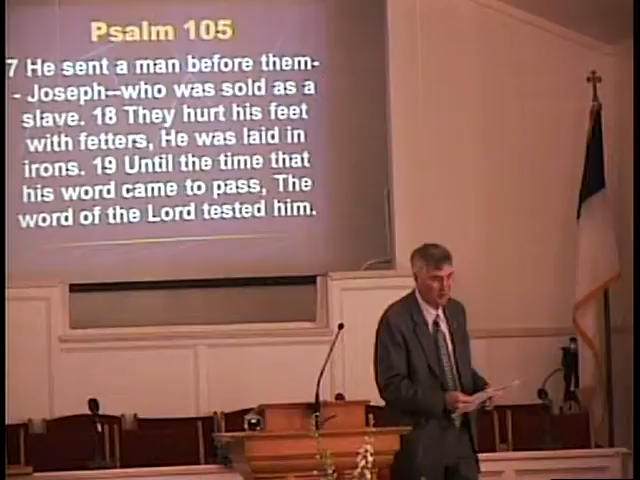 Psalm 105
7 He sent a man before them-
- Joseph--who was sold as a
slave. 18 They hurt his feet
with fetters, He was laid in
irons. 19 Until the time that
his word came to pass, The
word of the Lord tested him.